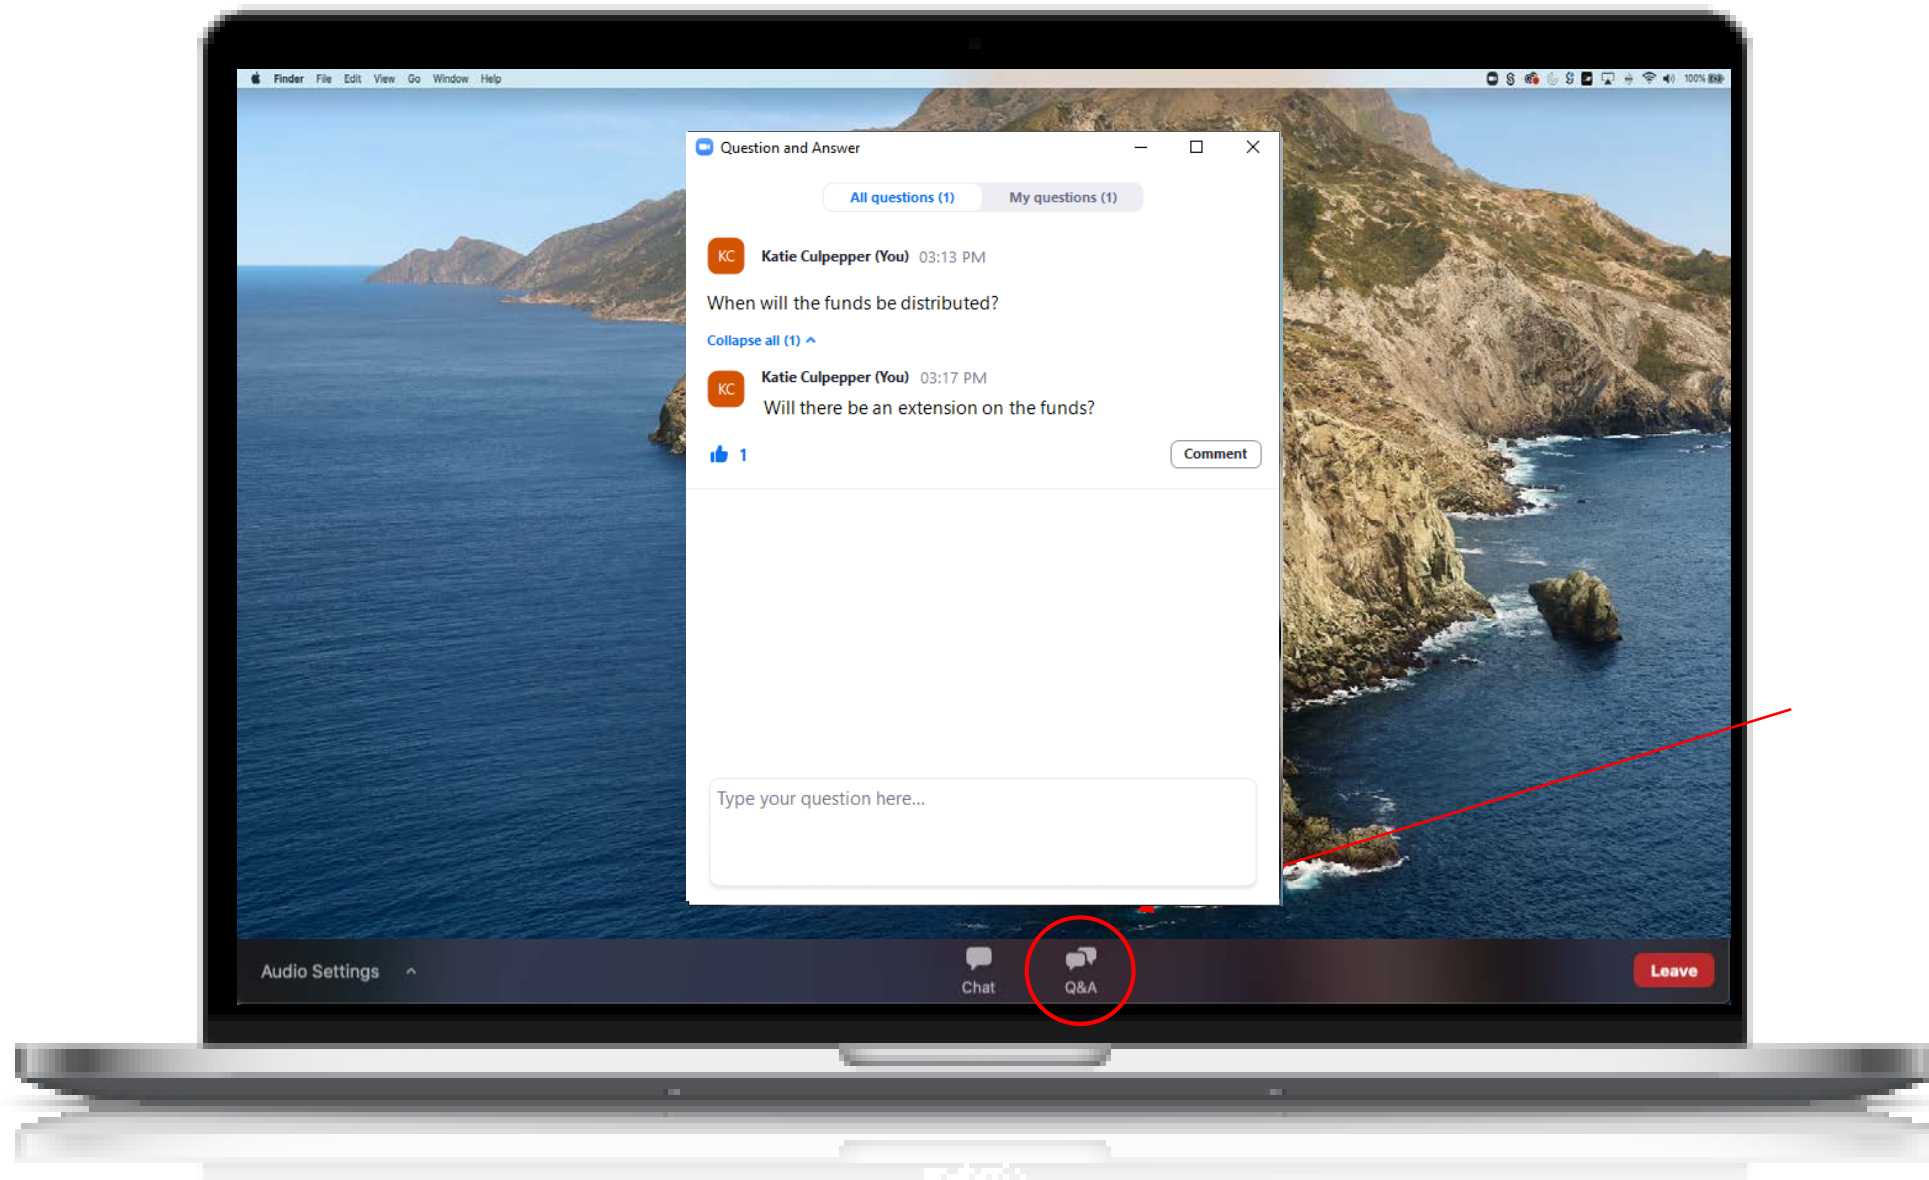 Finder File Edit View Go Window Help
100%
Question and Answer
All questions (1) My questions (1)
KC Katie Culpepper (You) 03:13 PM
When will the funds be distributed?
Collapse all (1)
KC Katie Culpepper (You) 03:17 PM
Will there be an extension on the funds?
1 Comment
Type your question here...
Audio Settings Chat Q&A Leave